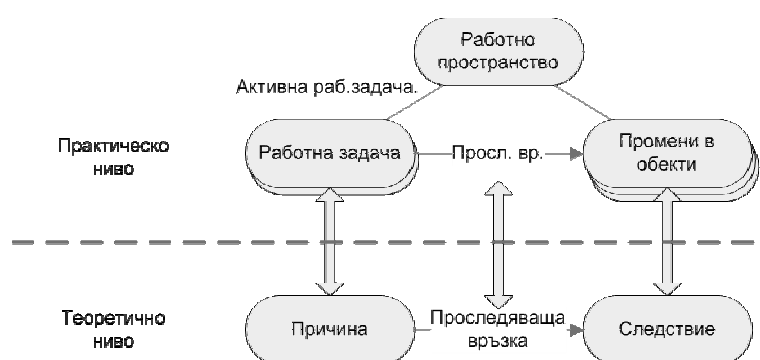 Работно
пространство
Активна раб.задача.
Практическо
ниво
Работна задача
Просл. вр.
Промени в
обекти
Теоретично
ниво
Причина
Проследяваща
връзка
Следствие